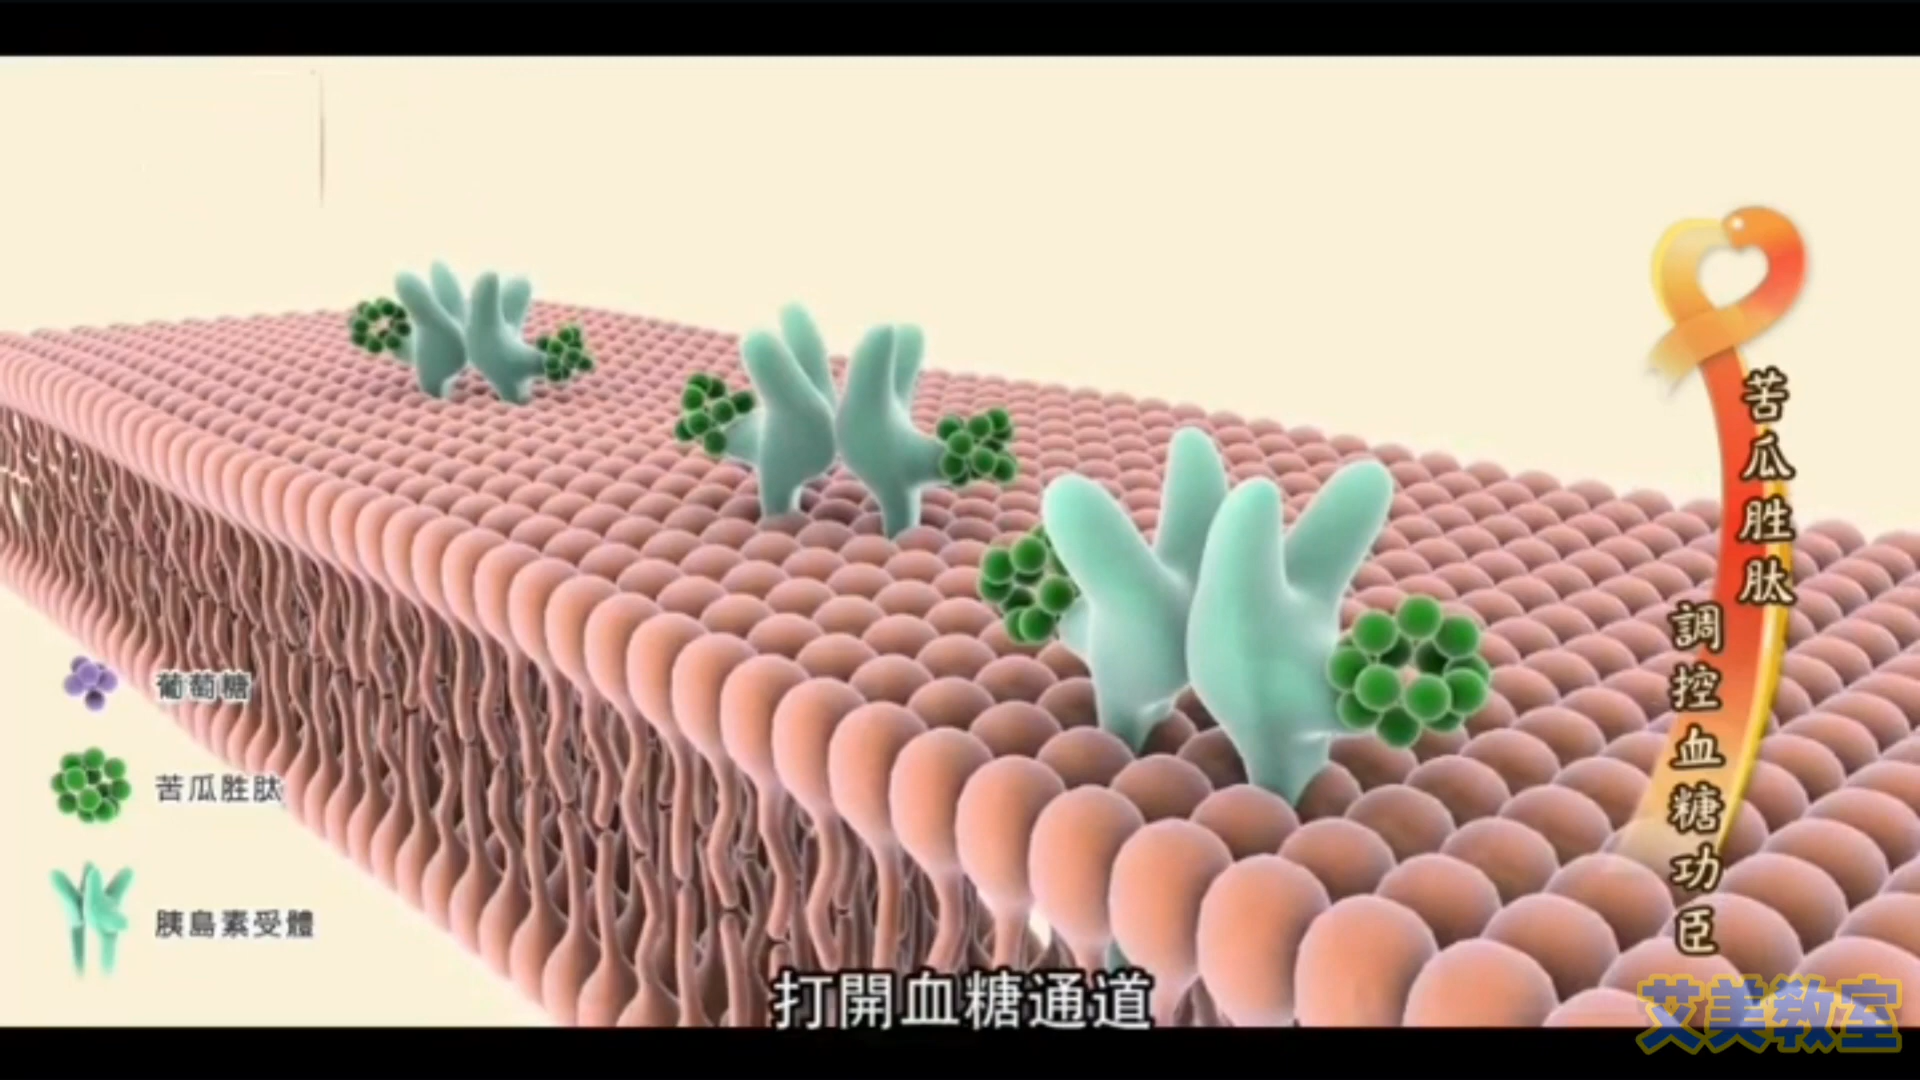 苦瓜胜肽
調控血糖功臣
葡萄糖
苦瓜胜肽
胰島素受體
打開血糖通道
艾美教室